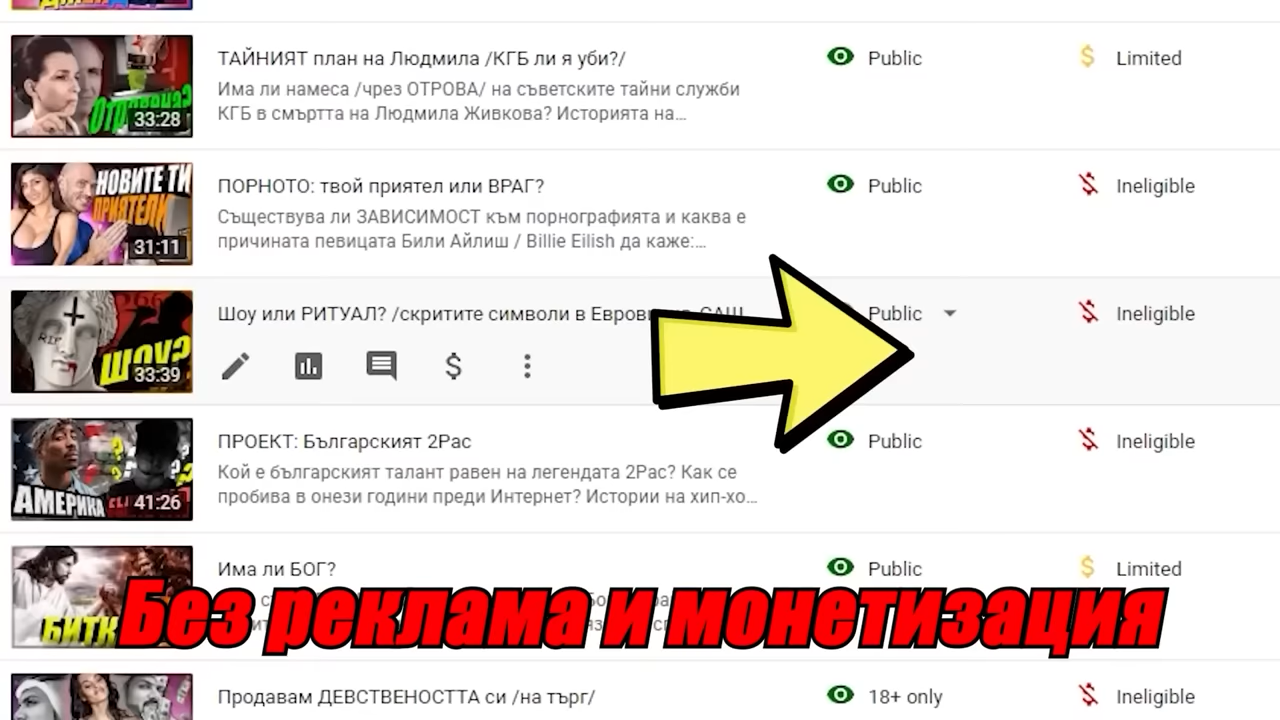 ТАЙНИЯТ план на Людмила /КГБ ли я уби?/
Public
Limited
Има ли намеса /чрез ОТРОВА/ на съветските тайни служби
КГБ в смъртта на Людмила Живкова? Историята на...
33:28
ПОРНОТО: твой приятел или ВРАГ?
Public
Ineligible
НОВИТЕ ТИ
ПРИЯТЕЛИ
Съществува ли ЗАВИСИМОСТ към порнографията и каква е
причината певицата Били Айлиш / Billie Eilish да каже:...
31:11
Шоу или РИТУАЛ? /скритите символи в
Public
Ineligible
RIP
ШОУ?
33:39
ПРОЕКТ: Българският 2Pac
Public
Ineligible
Кой е българският талант равен на легендата 2Pac? Как се
пробива в онези години преди Интернет? Истории на хип-хо...
АМЕРИКА
41:26
Има ли БОГ?
Public
Limited
БИТК
Без реклама и монетизация
Продавам ДЕВСТВЕНОСТТА си /на търг/
18+ only
Ineligible